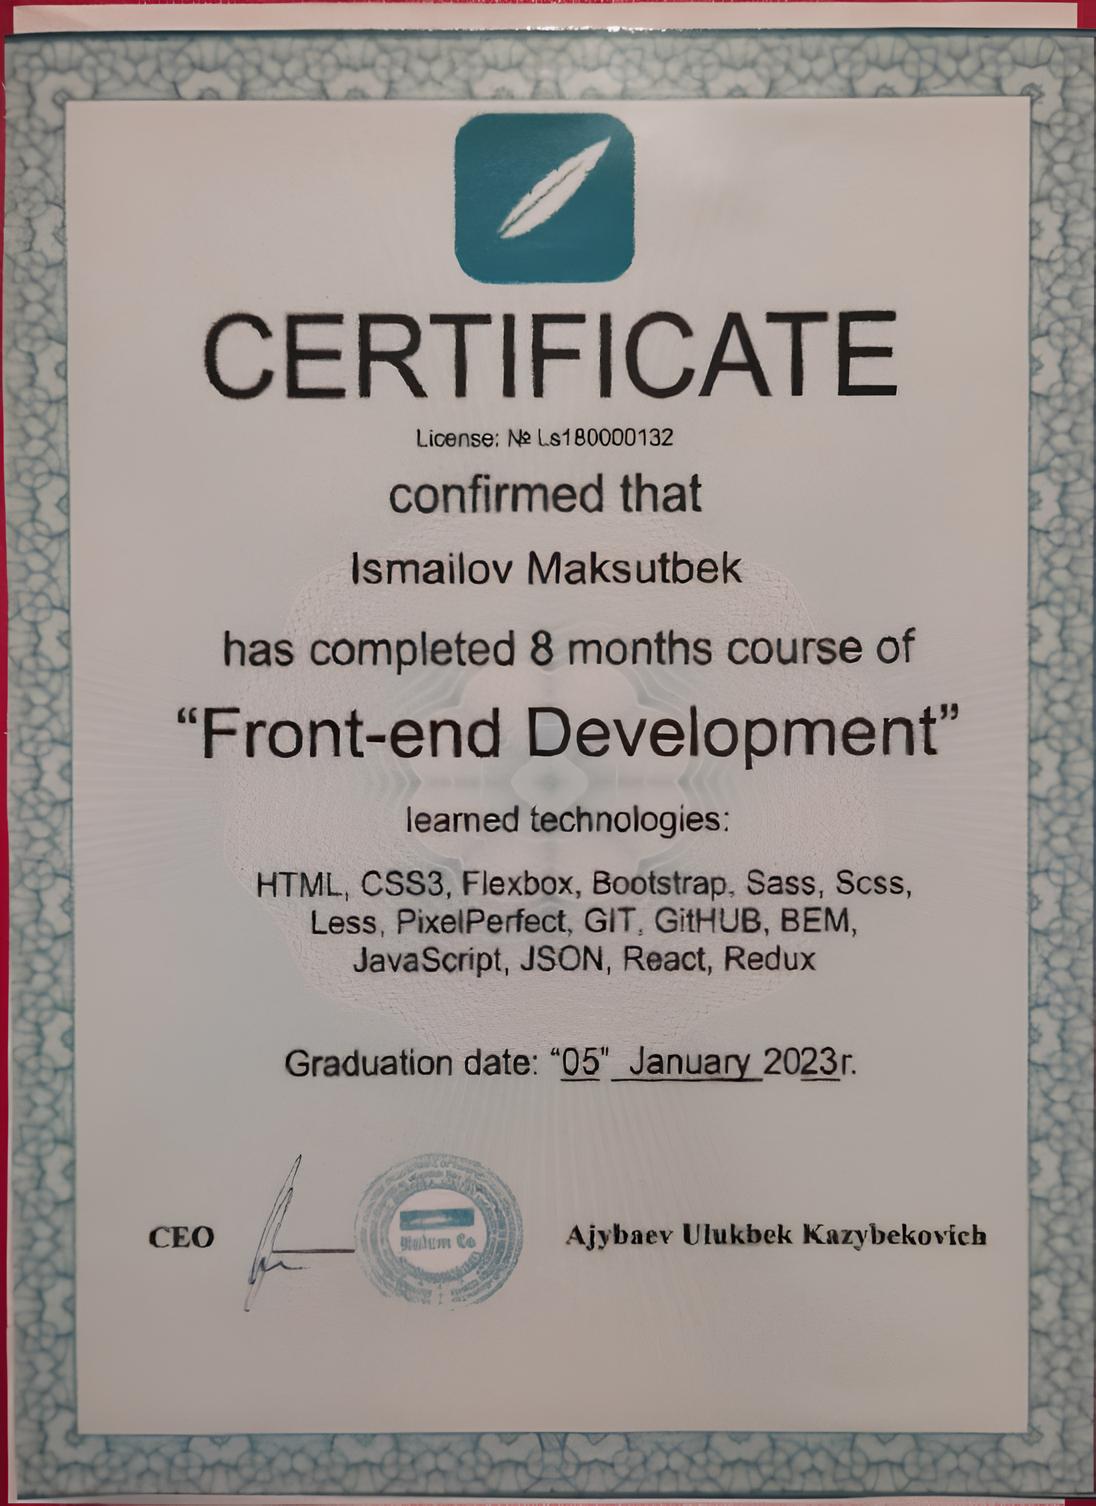 CERTIFICATE
License: № Ls180000132
confirmed that
Ismailov Maksutbek
has completed 8 months course of
“Front-end Development”
learned technologies:
HTML, CSS3, Flexbox, Bootstrap, Sass, Scss,
Less, PixelPerfect, GIT, GitHUB, BEM,
JavaScript, JSON, React, Redux
Graduation date: “05” January 2023г.
CEO
Ajybaev Ulukbek Kazybekovich